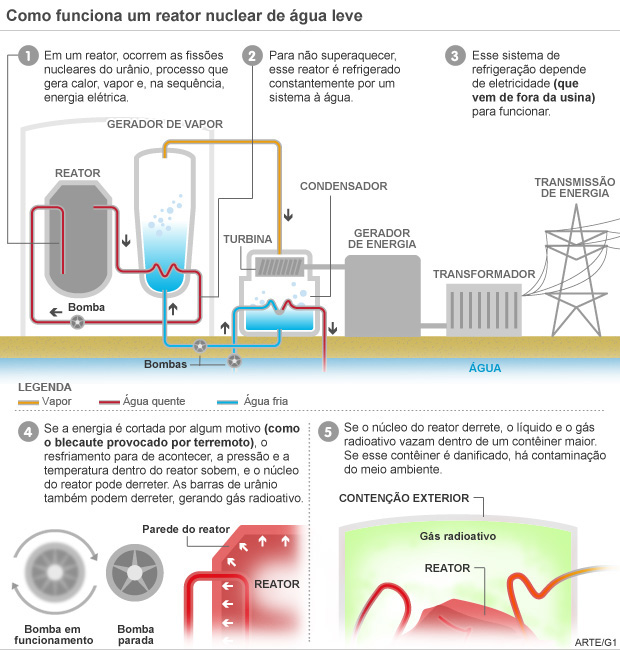 Como funciona um reator nuclear de água leve
1
Em um reator, ocorrem as fissões
nucleares do urânio, processo que
gera calor, vapor e, na sequência,
energia elétrica.
2
Para não superaquecer,
esse reator é refrigerado
constantemente por um
sistema à água.
3
Esse sistema de
refrigeração depende
de eletricidade (que
vem de fora da usina)
para funcionar.
GERADOR DE VAPOR
REATOR
Bomba
TURBINA
CONDENSADOR
GERADOR
DE ENERGIA
TRANSFORMADOR
TRANSMISSÃO
DE ENERGIA
Bombas
ÁGUA
LEGENDA
Vapor
Água quente
Água fria
4
Se a energia é cortada por algum motivo (como
o blecaute provocado por terremoto), o
resfriamento para de acontecer, a pressão e a
temperatura dentro do reator sobem, e o núcleo
do reator pode derreter. As barras de urânio
também podem derreter, gerando gás radioativo.
Bomba em
funcionamento
Bomba
parada
Parede do reator
REATOR
5
Se o núcleo do reator derrete, o líquido e o gás
radioativo vazam dentro de um contêiner maior.
Se esse contêiner é danificado, há contaminação
do meio ambiente.
CONTENÇÃO EXTERIOR
Gás radioativo
REATOR
ARTE/G1